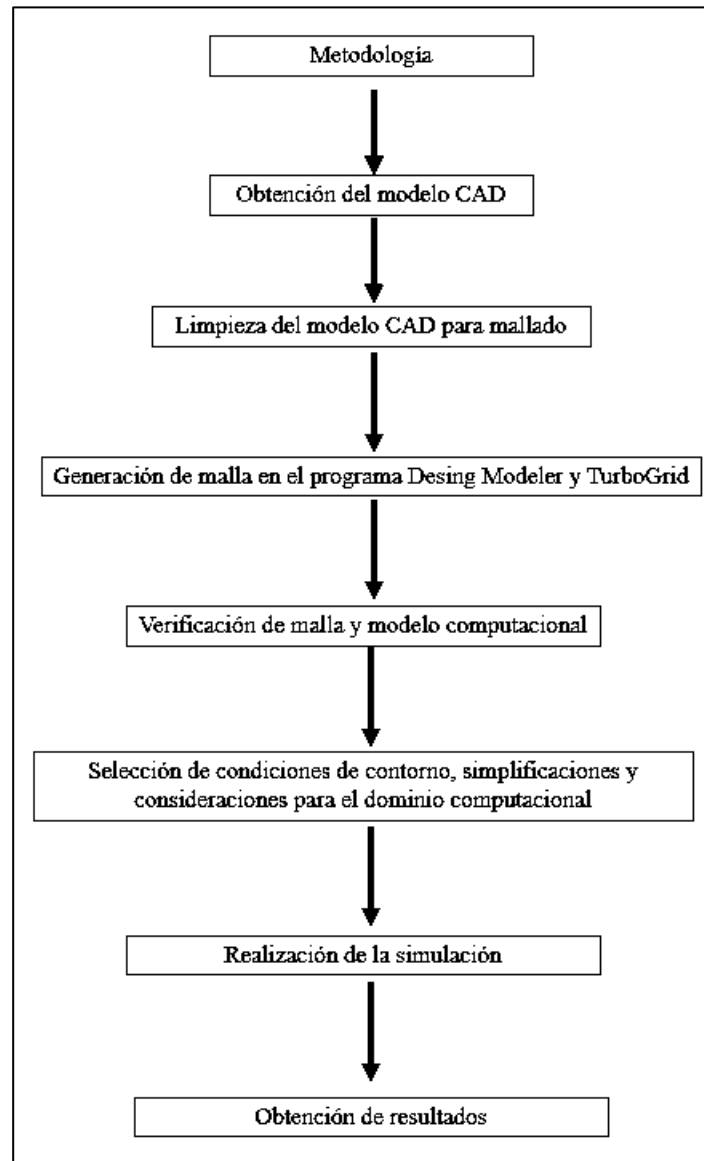 Metodología
Obtención del modelo CAD
Limpieza del modelo CAD para mallado
Generación de malla en el programa Desing Modeler y TurboGrid
Verificación de malla y modelo computacional
Selección de condiciones de contorno, simplificaciones y
consideraciones para el dominio computacional
Realización de la simulación
Obtención de resultados